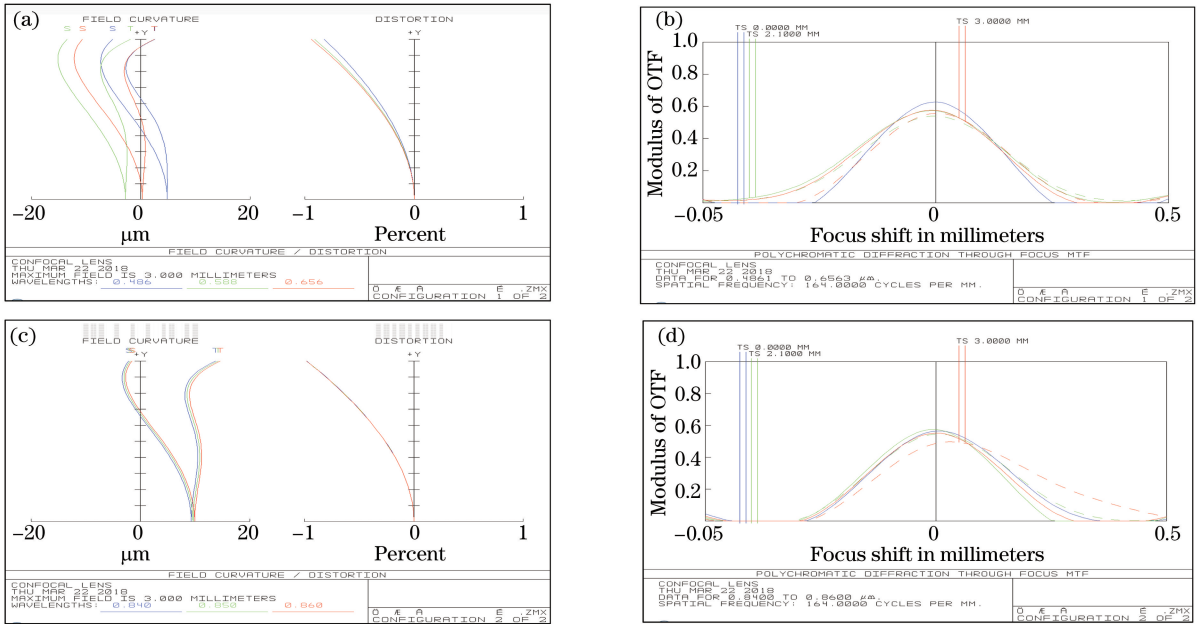 (a)
FIELD CURVATURE
DISTORTION
S S S T T
+Y
+Y
-20
0
20
-1
0
1
μm
Percent
FIELD CURVATURE / DISTORTION
CONFOCAL LENS
THU MAR 22 2018
MAXIMUM FIELD IS 3.000 MILLIMETERS
WAVELENGTHS: 0.486 0.588 0.656
Ö Æ Ä É .ZMX
CONFIGURATION 1 OF 2
(b)
TS 0.0000 MM
TS 2.1000 MM
TS 3.0000 MM
1.0
0.8
0.6
0.4
0.2
Modulus of OTF
-0.05
0
0.5
Focus shift in millimeters
POLYCHROMATIC DIFFRACTION THROUGH FOCUS MTF
CONFOCAL LENS
THU MAR 22 2018
DATA FOR 0.4861 TO 0.6563 μm.
SPATIAL FREQUENCY: 164.0000 CYCLES PER MM.
É .ZMX
CONFIGURATION 1 OF 2
(c)
FIELD CURVATURE
DISTORTION
+Y
+Y
-20
0
20
-1
0
1
μm
Percent
FIELD CURVATURE / DISTORTION
CONFOCAL LENS
THU MAR 22 2018
MAXIMUM FIELD IS 3.000 MILLIMETERS
WAVELENGTHS: 0.840 0.850 0.860
É .ZMX
CONFIGURATION 2 OF 2
(d)
TS 0.0000 MM
TS 2.1000 MM
TS 3.0000 MM
1.0
0.8
0.6
0.4
0.2
Modulus of OTF
-0.05
0
0.5
Focus shift in millimeters
POLYCHROMATIC DIFFRACTION THROUGH FOCUS MTF
CONFOCAL LENS
THU MAR 22 2018
DATA FOR 0.8400 TO 0.8600 μm.
SPATIAL FREQUENCY: 164.0000 CYCLES PER MM.
É .ZMX
CONFIGURATION 2 OF 2